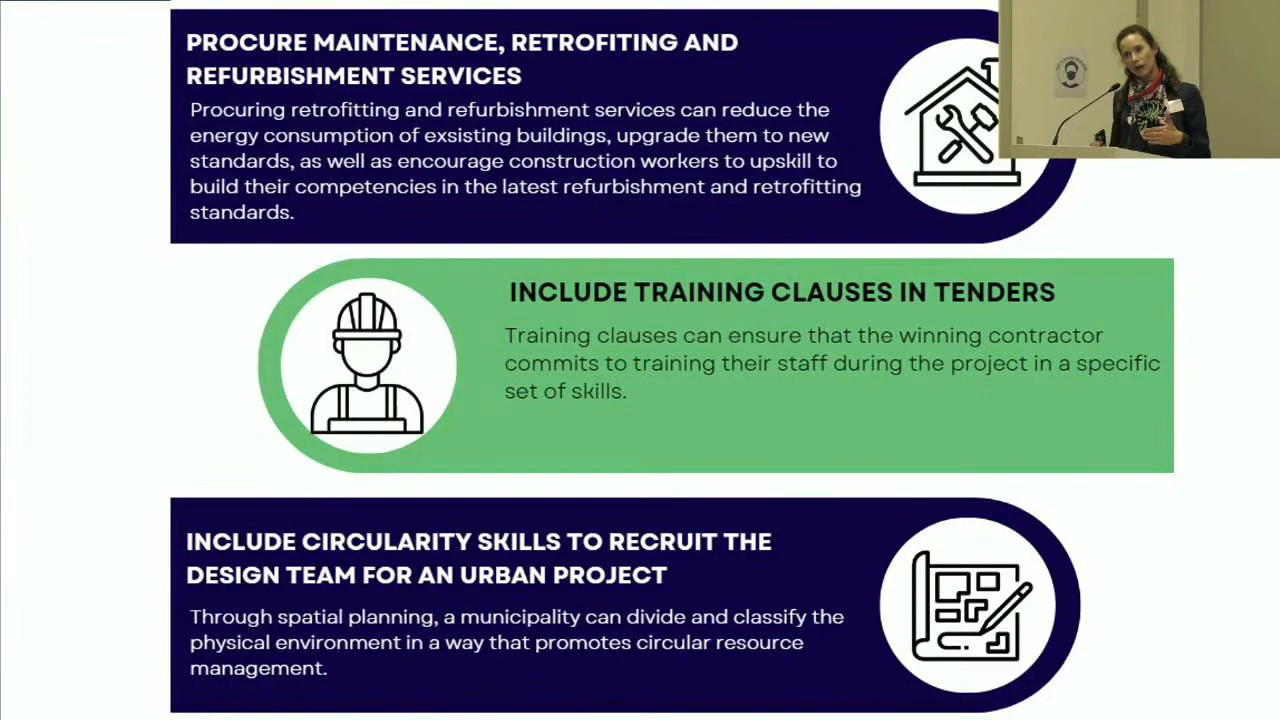 PROCURE MAINTENANCE, RETROFITING AND
REFURBISHMENT SERVICES
Procuring retrofitting and refurbishment services can reduce the
energy consumption of exsisting buildings, upgrade them to new
standards, as well as encourage construction workers to upskill to
build their competencies in the latest refurbishment and retrofitting
standards.
INCLUDE TRAINING CLAUSES IN TENDERS
Training clauses can ensure that the winning contractor
commits to training their staff during the project in a specific
set of skills.
INCLUDE CIRCULARITY SKILLS TO RECRUIT THE
DESIGN TEAM FOR AN URBAN PROJECT
Through spatial planning, a municipality can divide and classify the
physical environment in a way that promotes circular resource
management.